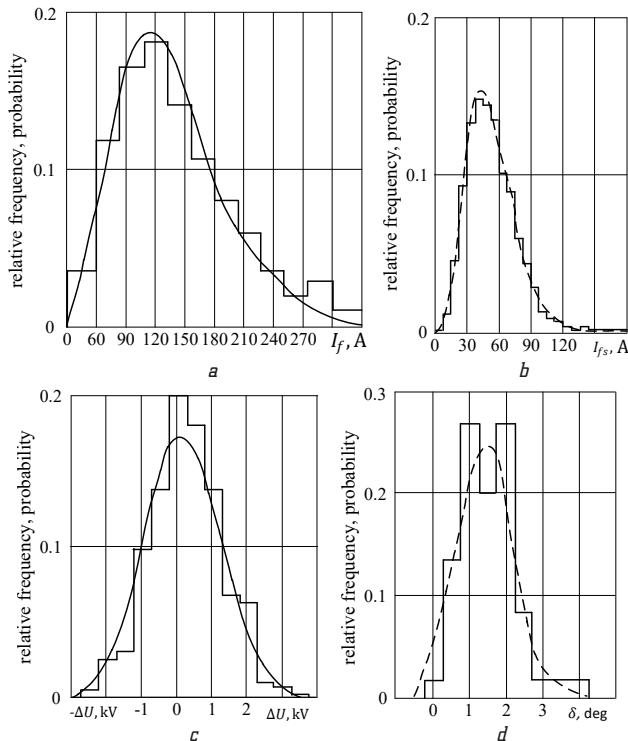 0.2
0.1
0
relative frequency, probability
0 60 90 120 150 180 210 240 270 I_f, A
a
0.2
0.1
0
relative frequency, probability
0 30 60 90 120 I_fs, A
b
0.2
0.1
0
relative frequency, probability
-ΔU, kV -1 0 1 2 ΔU, kV
c
0.3
0.2
0.1
0
relative frequency, probability
0 1 2 3 δ, deg
d